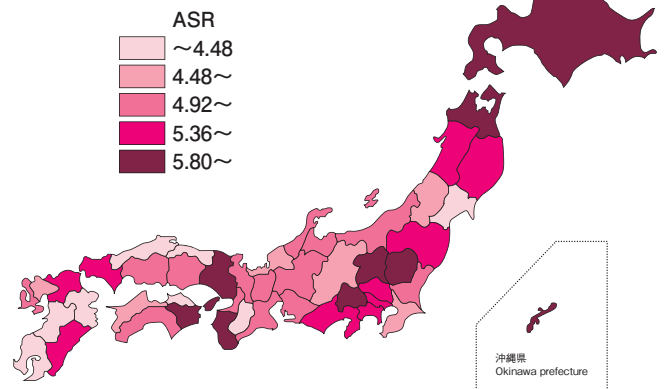 ASR
～4.48
4.48～
4.92～
5.36～
5.80～
沖縄県
Okinawa prefecture